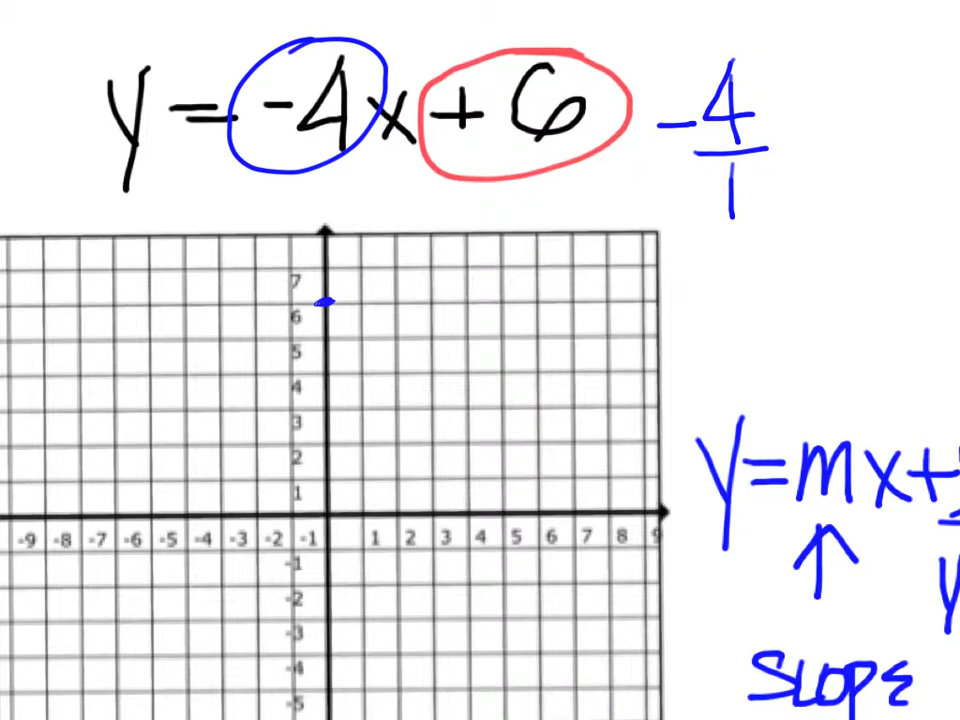 y = -4x + 6
-4/1
7
6
5
4
3
2
1
-9 -8 -7 -6 -5 -4 -3 -2 -1 1 2 3 4 5 6 7 8 9
-1
-2
-3
-4
-5
y = mx +
↑
y
SLOPE